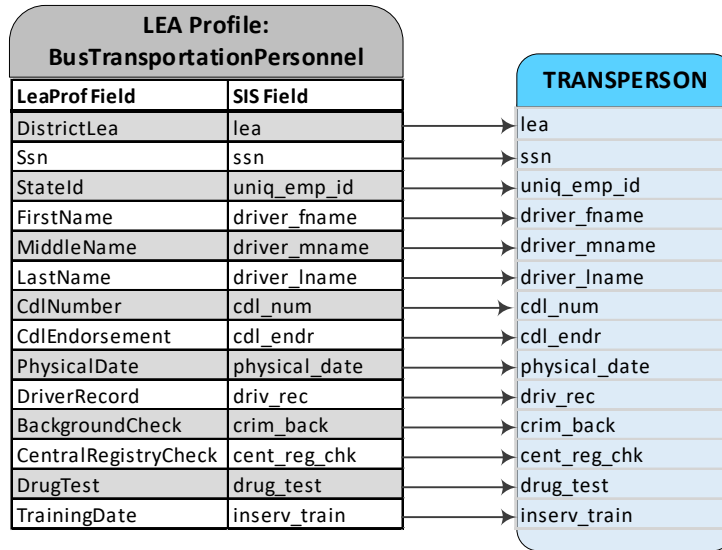 LEA Profile:
BusTransportationPersonnel
LeaProf Field SIS Field
DistrictLea lea
Ssn ssn
StateId uniq_emp_id
FirstName driver_fname
MiddleName driver_mname
LastName driver_lname
CdlNumber cdl_num
CdlEndorsement cdl_endr
PhysicalDate physical_date
DriverRecord driv_rec
BackgroundCheck crim_back
CentralRegistryCheck cent_reg_chk
DrugTest drug_test
TrainingDate inserv_train
TRANSPERSON
lea
ssn
uniq_emp_id
driver_fname
driver_mname
driver_lname
cdl_num
cdl_endr
physical_date
driv_rec
crim_back
cent_reg_chk
drug_test
inserv_train